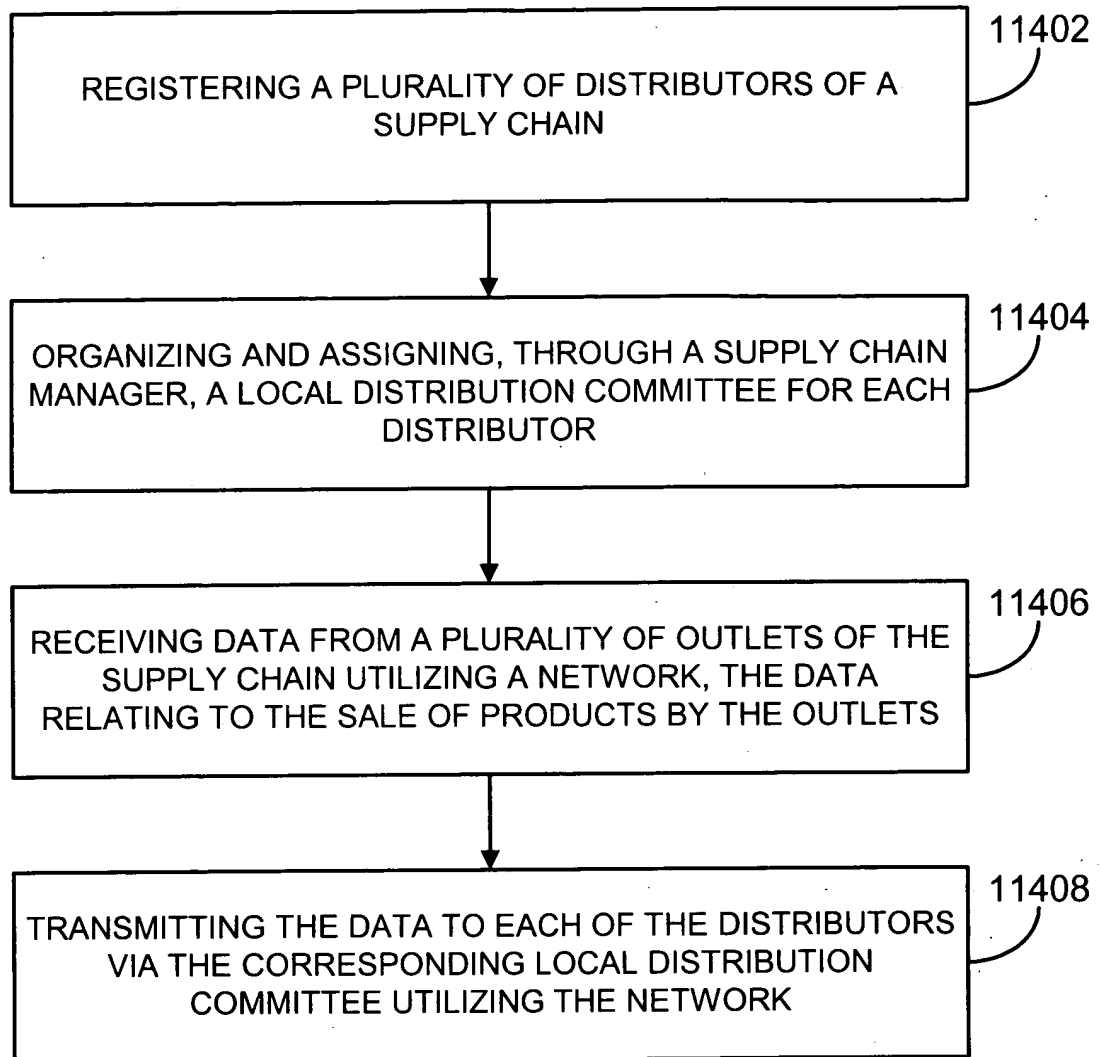 11402
REGISTERING A PLURALITY OF DISTRIBUTORS OF A
SUPPLY CHAIN
11404
ORGANIZING AND ASSIGNING, THROUGH A SUPPLY CHAIN
MANAGER, A LOCAL DISTRIBUTION COMMITTEE FOR EACH
DISTRIBUTOR
11406
RECEIVING DATA FROM A PLURALITY OF OUTLETS OF THE
SUPPLY CHAIN UTILIZING A NETWORK, THE DATA
RELATING TO THE SALE OF PRODUCTS BY THE OUTLETS
11408
TRANSMITTING THE DATA TO EACH OF THE DISTRIBUTORS
VIA THE CORRESPONDING LOCAL DISTRIBUTION
COMMITTEE UTILIZING THE NETWORK